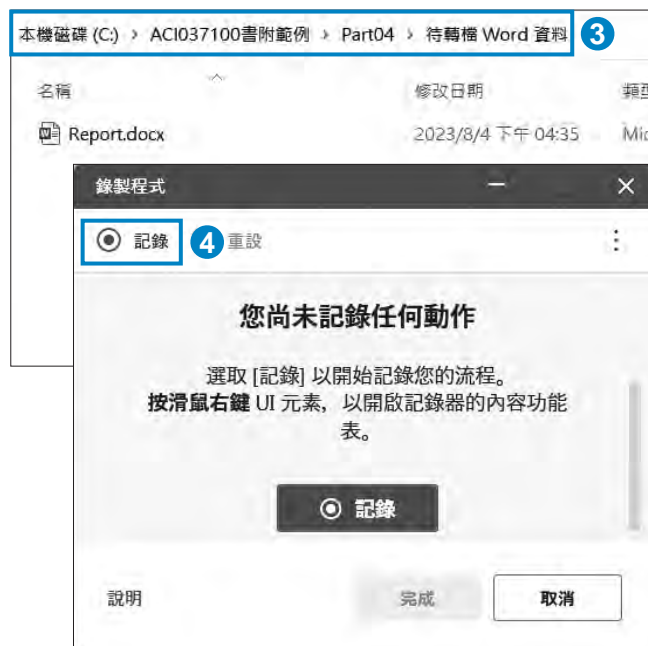 本機磁碟 (C:) › ACI037100書附範例 › Part04 › 待轉檔 Word 資料 3
名稱 修改日期 類型
Report.docx 2023/8/4 下午 04:35 Mic
錄製程式
記錄 4 重設
您尚未記錄任何動作
選取 [記錄] 以開始記錄您的流程。
按滑鼠右鍵 UI 元素，以開啟記錄器的內容功能
表。
記錄
說明 完成 取消